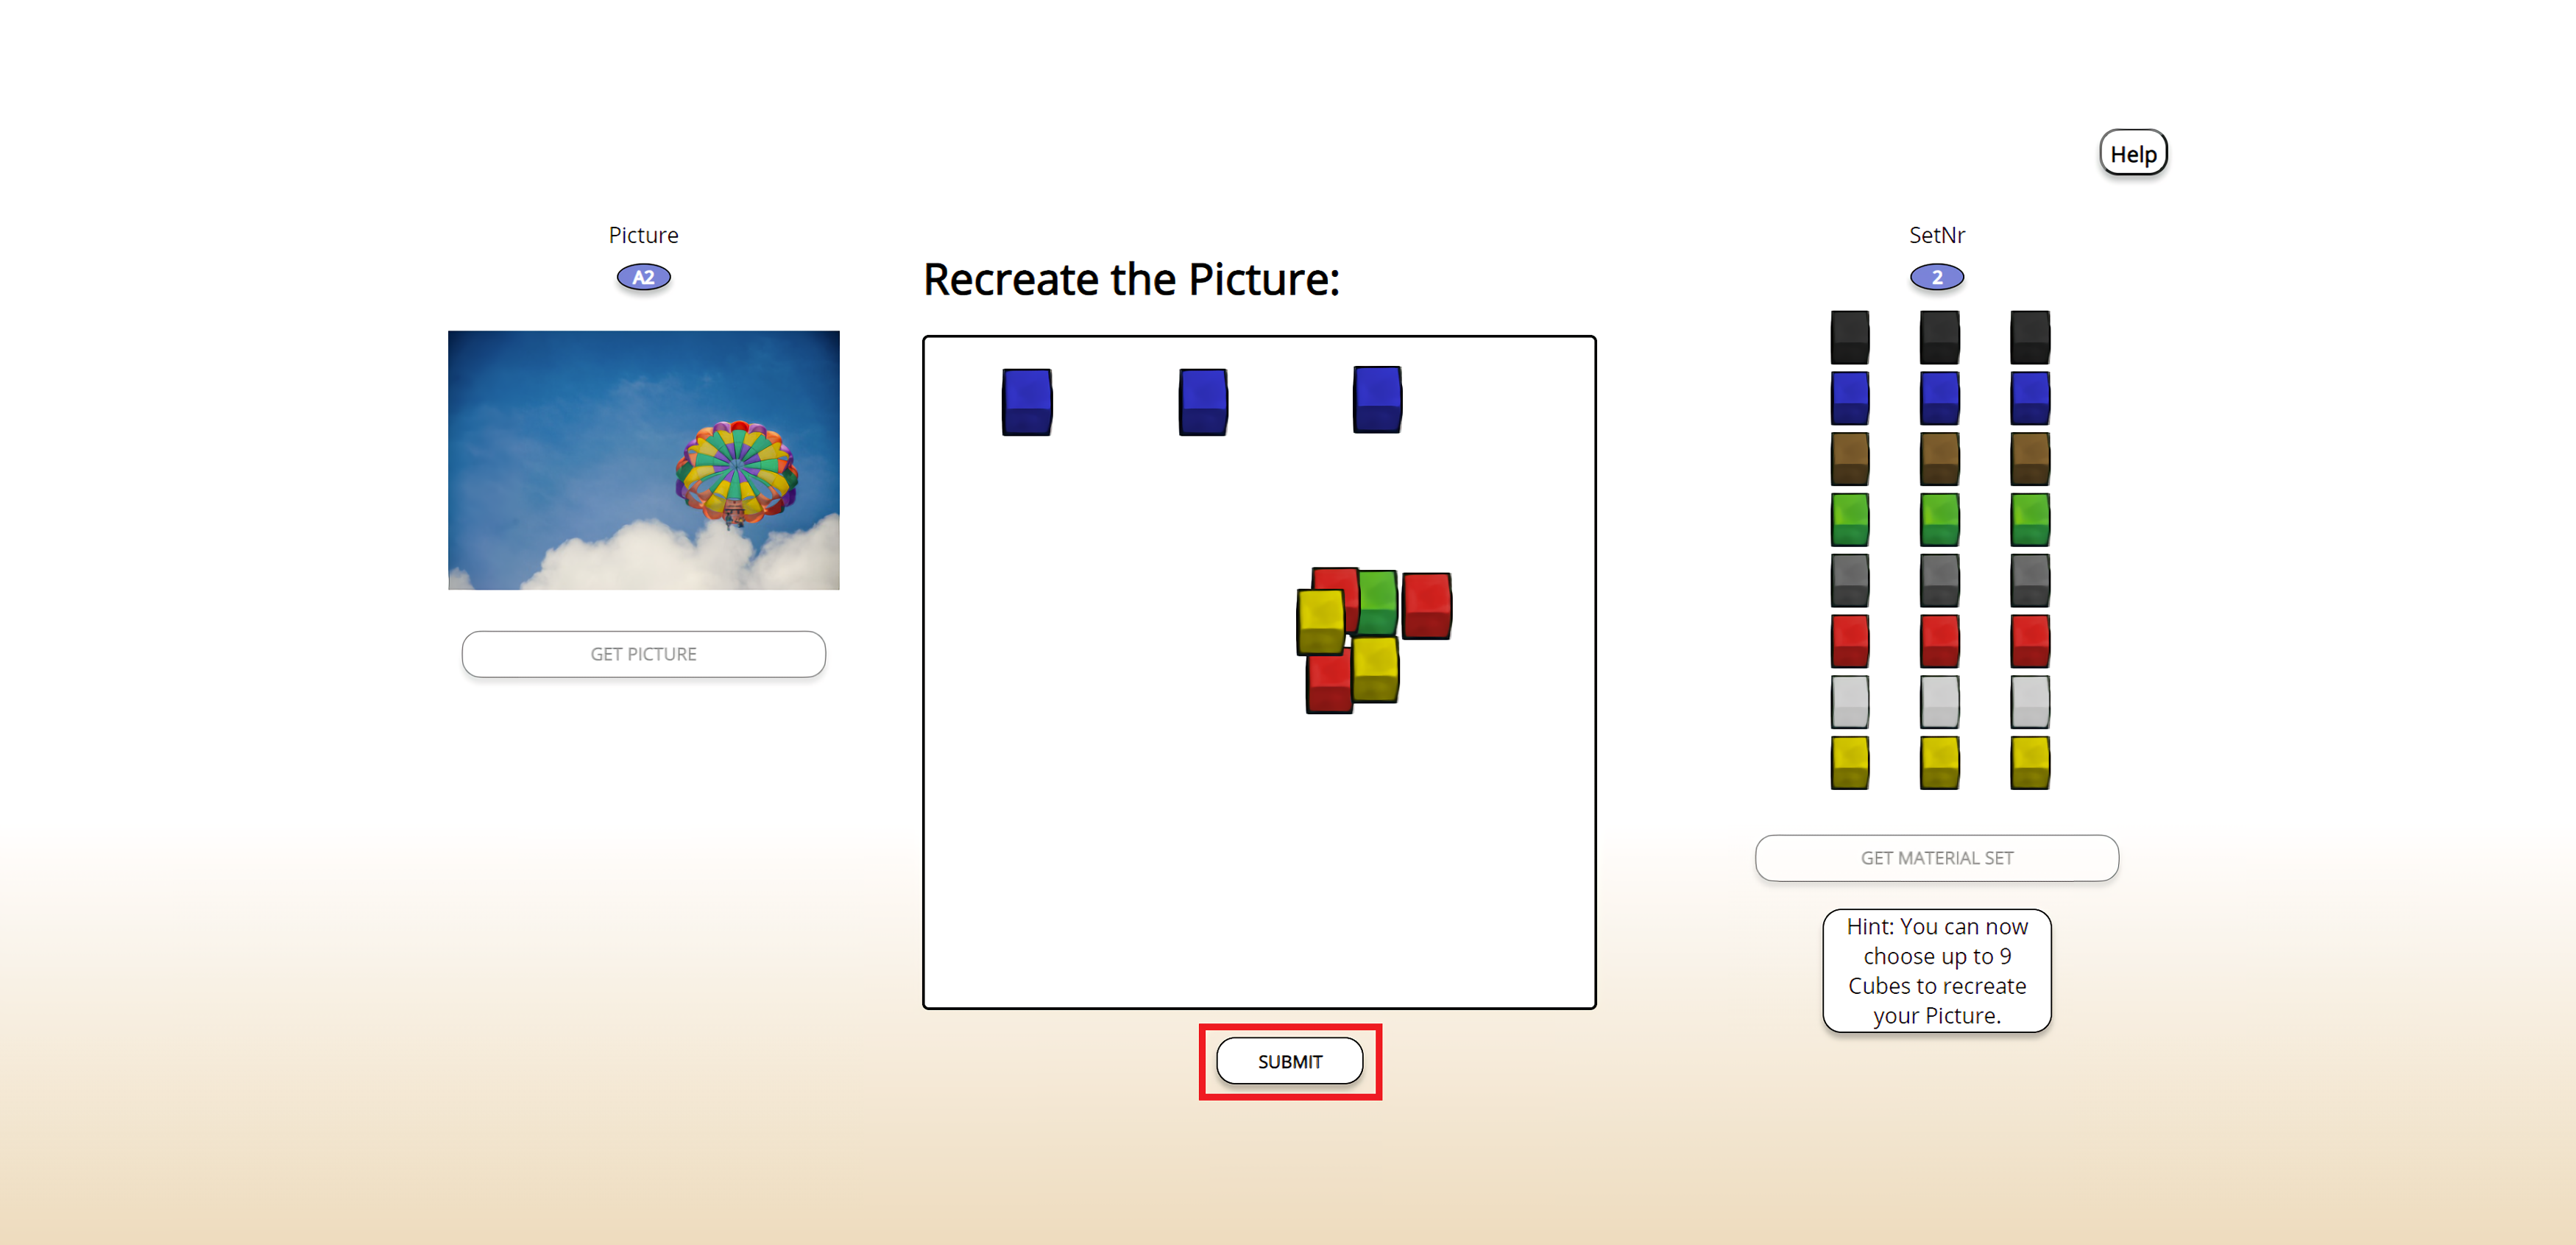 Help
Picture
A2
GET PICTURE
Recreate the Picture:
SUBMIT
SetNr
2
GET MATERIAL SET
Hint: You can now
choose up to 9
Cubes to recreate
your Picture.